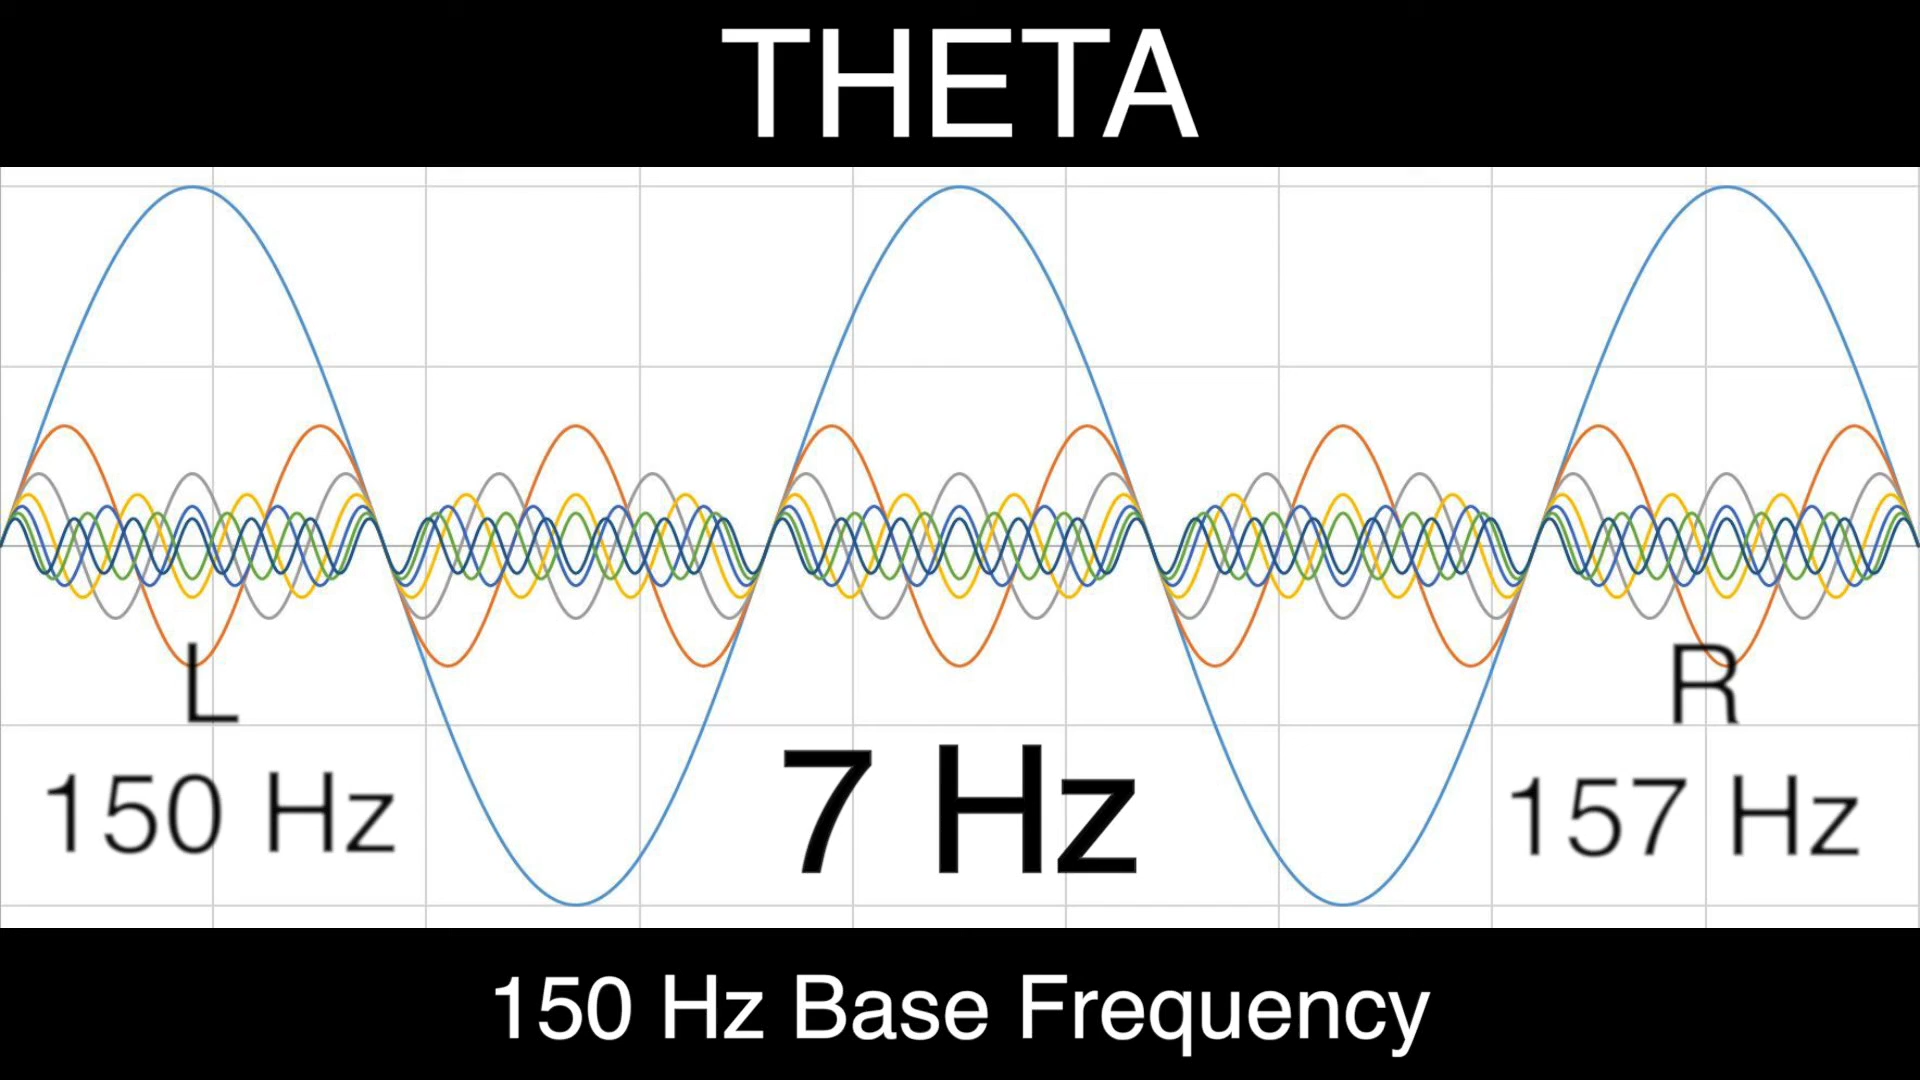 THETA
L
R
150 Hz
7 Hz
157 Hz
150 Hz Base Frequency